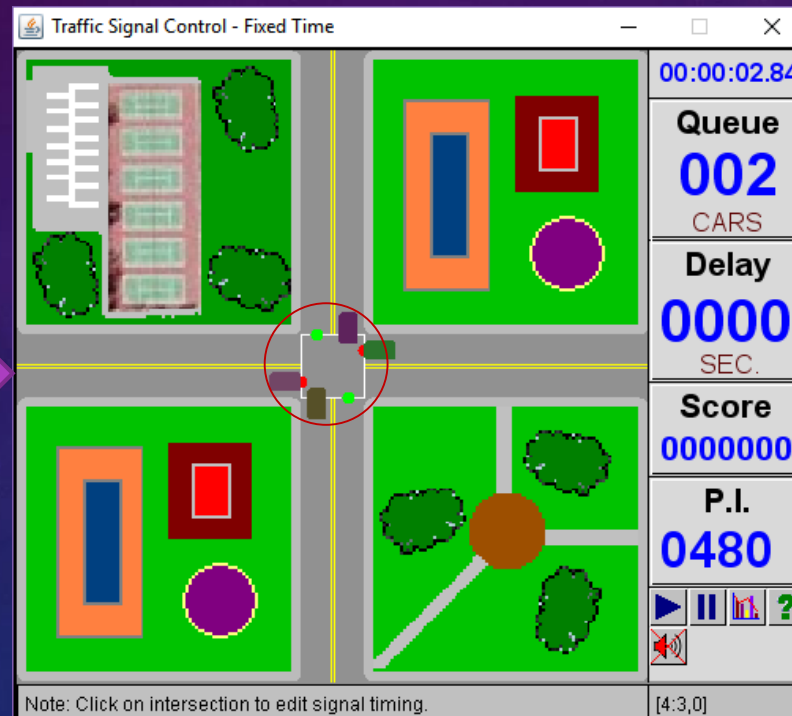 Traffic Signal Control - Fixed Time
00:00:02.84
Queue
002
CARS
Delay
0000
SEC.
Score
0000000
P.I.
0480
?
Note: Click on intersection to edit signal timing.
[4:3,0]